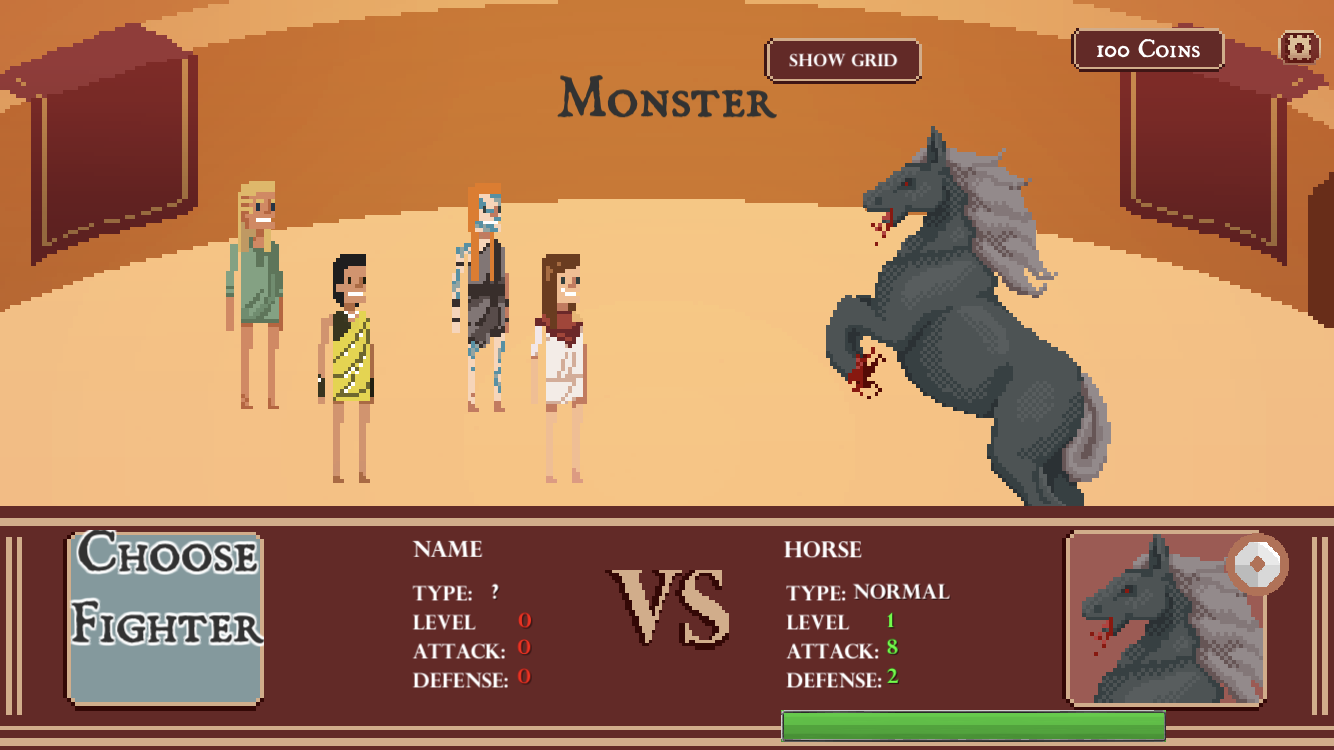 SHOW GRID
100 COINS
MONSTER
CHOOSE
FIGHTER
NAME
TYPE: ?
LEVEL 0
ATTACK: 0
DEFENSE: 0
VS
HORSE
TYPE: NORMAL
LEVEL 1
ATTACK: 8
DEFENSE: 2